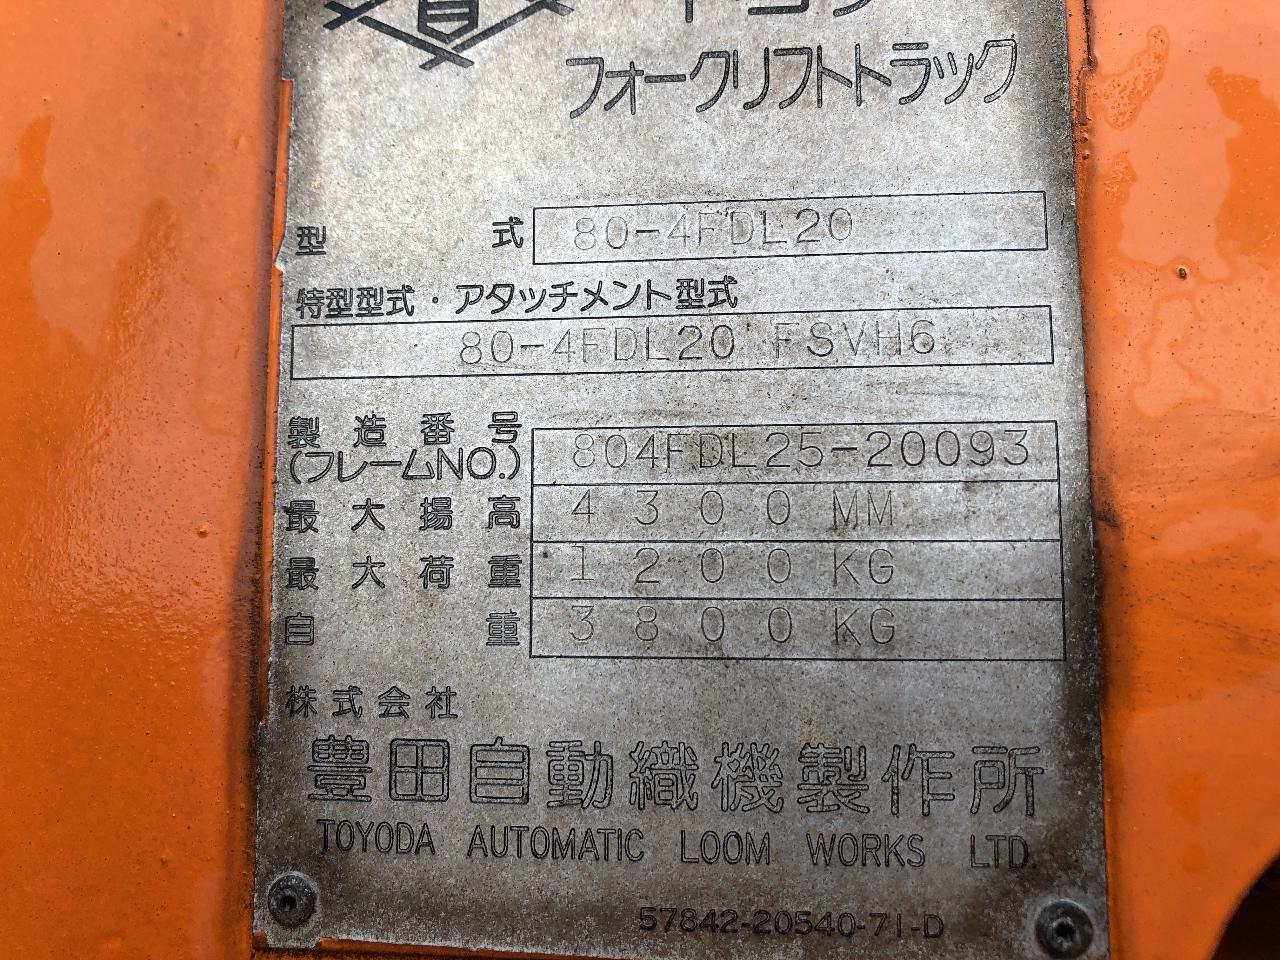 トヨタ
フォークリフトトラック
型式 80-4FDL20
特型型式・アタッチメント型式
80-4FDL20 FSVH6
製造番号
(フレームNO.) 804FDL25-20093
最大揚高 4300MM
最大荷重 1200KG
自重 3800KG
株式会社
豊田自動織機製作所
TOYODA AUTOMATIC LOOM WORKS LTD.
57842-20540-71-D